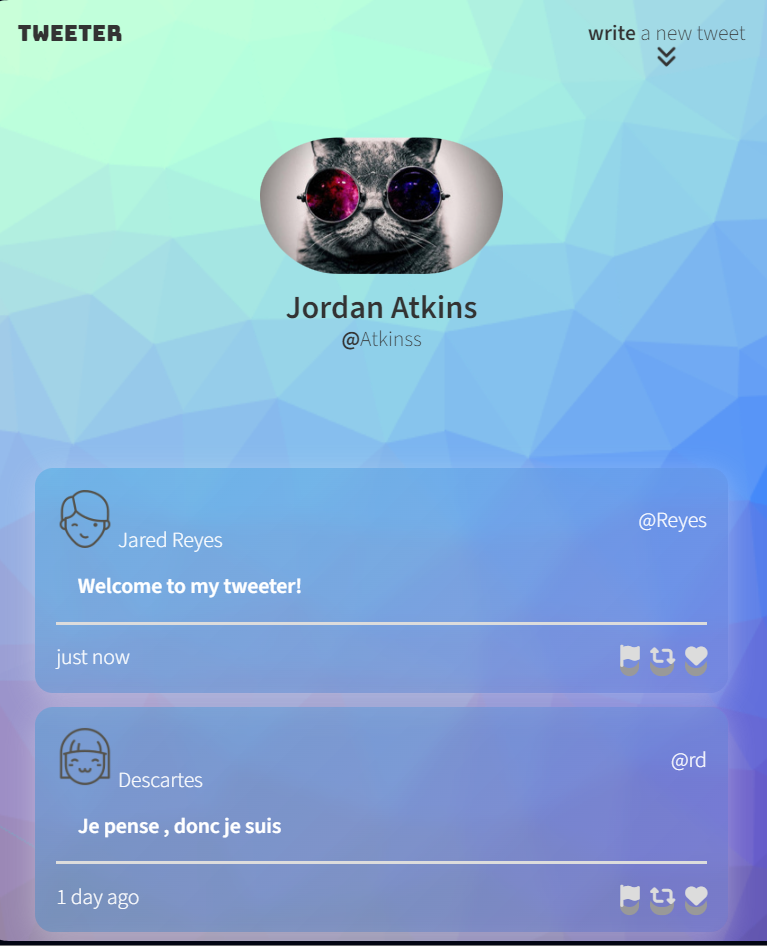 TWEETER
write a new tweet
Jordan Atkins
@Atkinss
@Reyes
Jared Reyes
Welcome to my tweeter!
just now
@rd
Descartes
Je pense , donc je suis
1 day ago